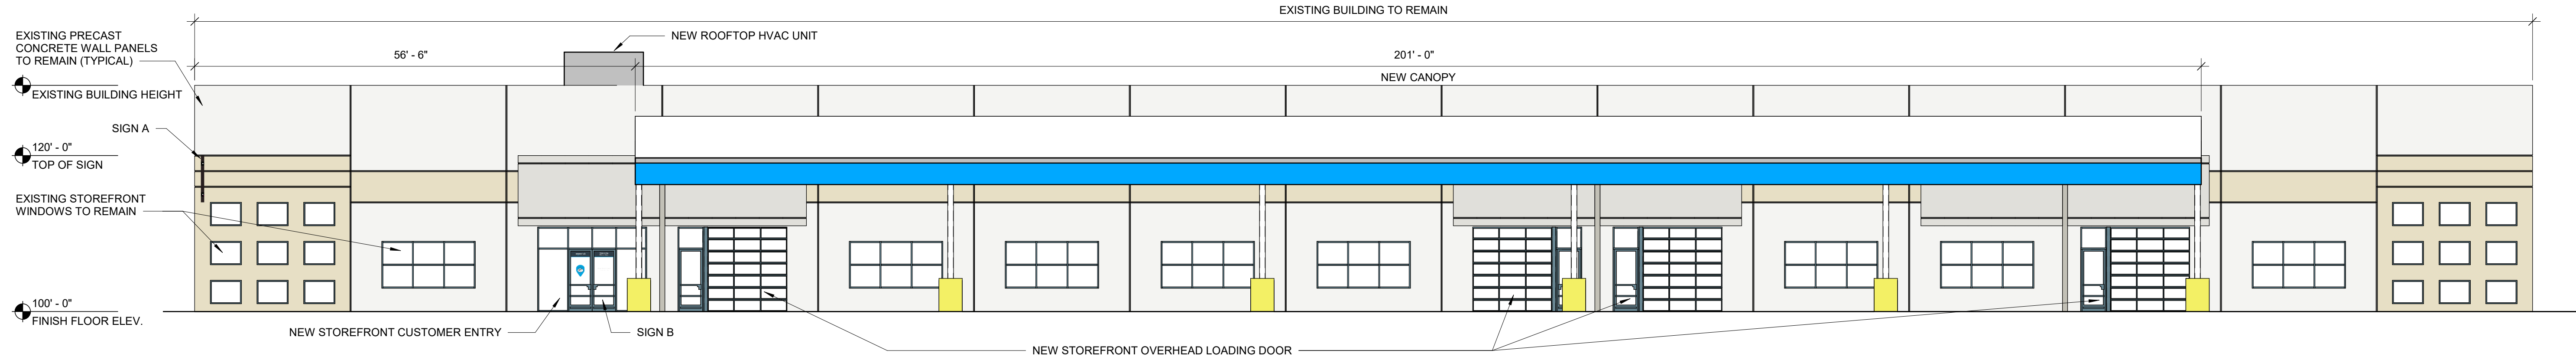 EXISTING BUILDING TO REMAIN
EXISTING PRECAST
CONCRETE WALL PANELS
TO REMAIN (TYPICAL)
NEW ROOFTOP HVAC UNIT
56' - 6"
201' - 0"
NEW CANOPY
EXISTING BUILDING HEIGHT
SIGN A
120' - 0"
TOP OF SIGN
EXISTING STOREFRONT
WINDOWS TO REMAIN
100' - 0"
FINISH FLOOR ELEV.
NEW STOREFRONT CUSTOMER ENTRY
SIGN B
NEW STOREFRONT OVERHEAD LOADING DOOR